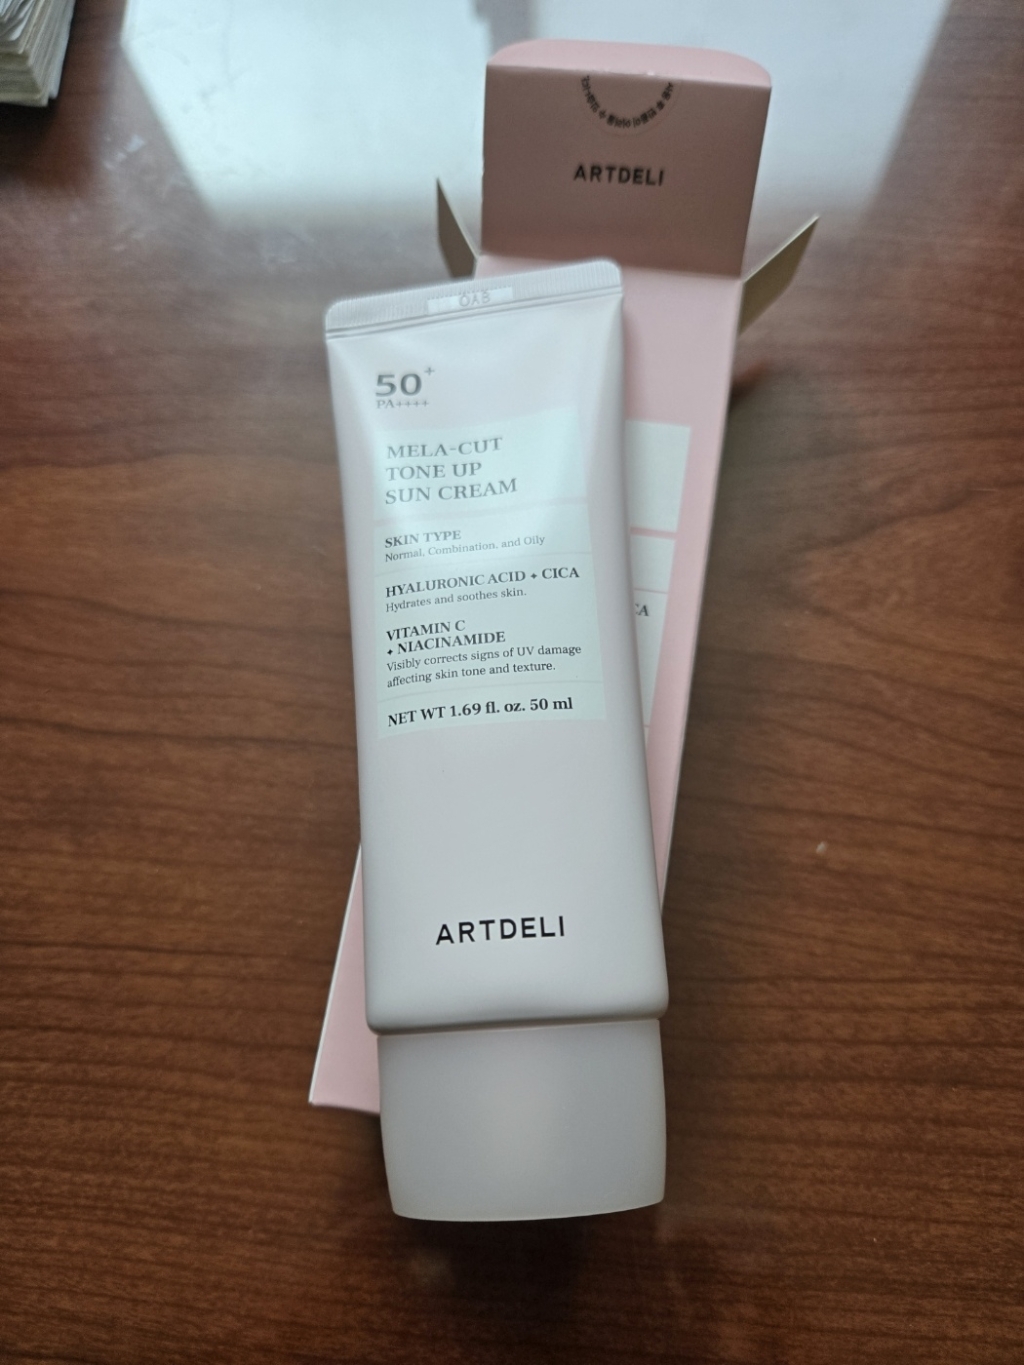 ARTDELI
OYO
50+
PA++++
MELA-CUT
TONE UP
SUN CREAM
SKIN TYPE
Normal, Combination, and Oily
HYALURONIC ACID + CICA
Hydrates and soothes skin.
VITAMIN C
+ NIACINAMIDE
Visibly corrects signs of UV damage
affecting skin tone and texture.
NET WT 1.69 fl. oz. 50 ml
CA
ARTDELI